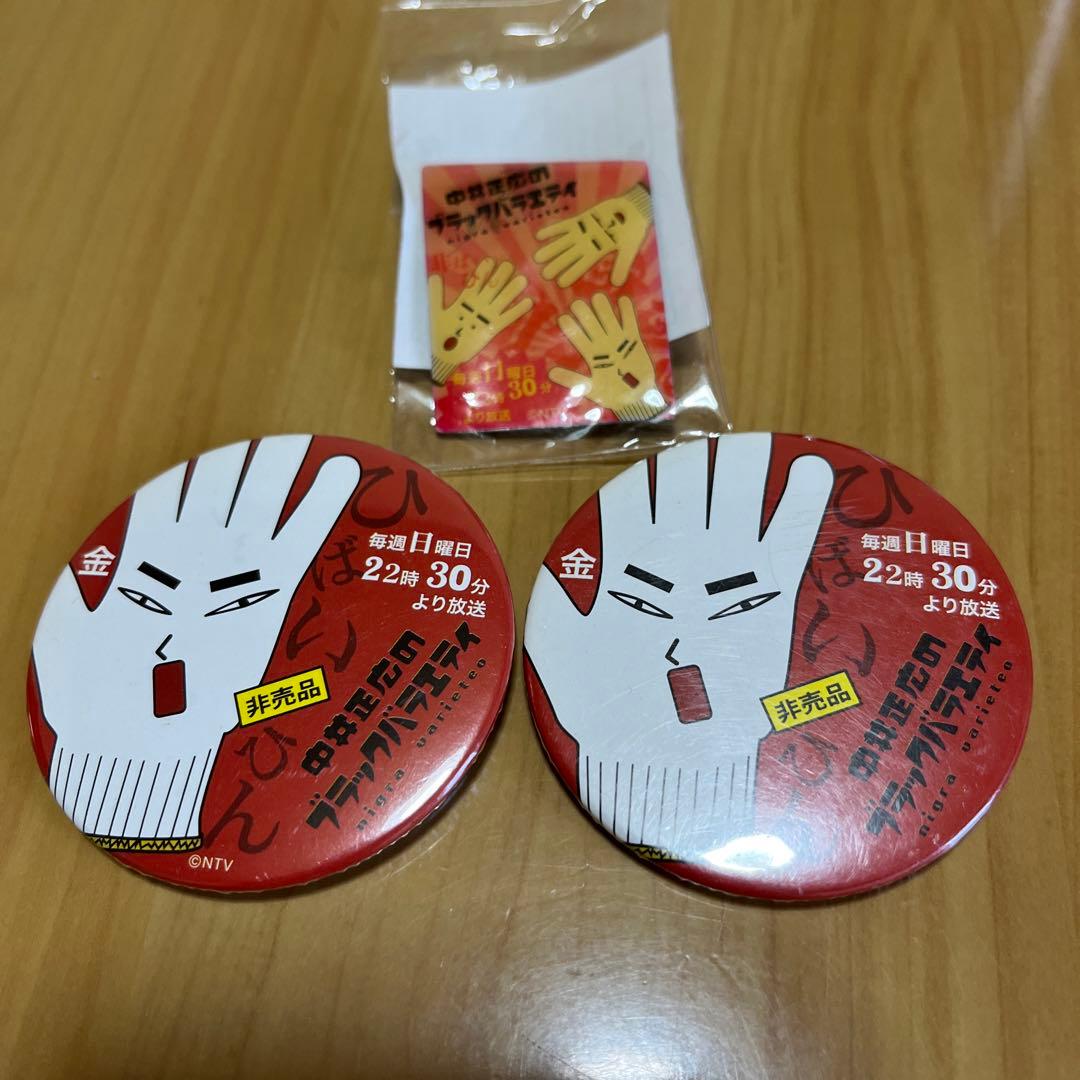 中井正広の
ブラックバラエティ
nigra varietea
日曜日
30分
より放送 ©NT
金
毎週日曜日
22時30分
より放送
ひばいひん
非売品
中井正広の
ブラックバラエティ
nigra varietea
©NTV
金
毎週日曜日
22時30分
より放送
非売品
中井正広の
ブラックバラエティ
nigra varietea